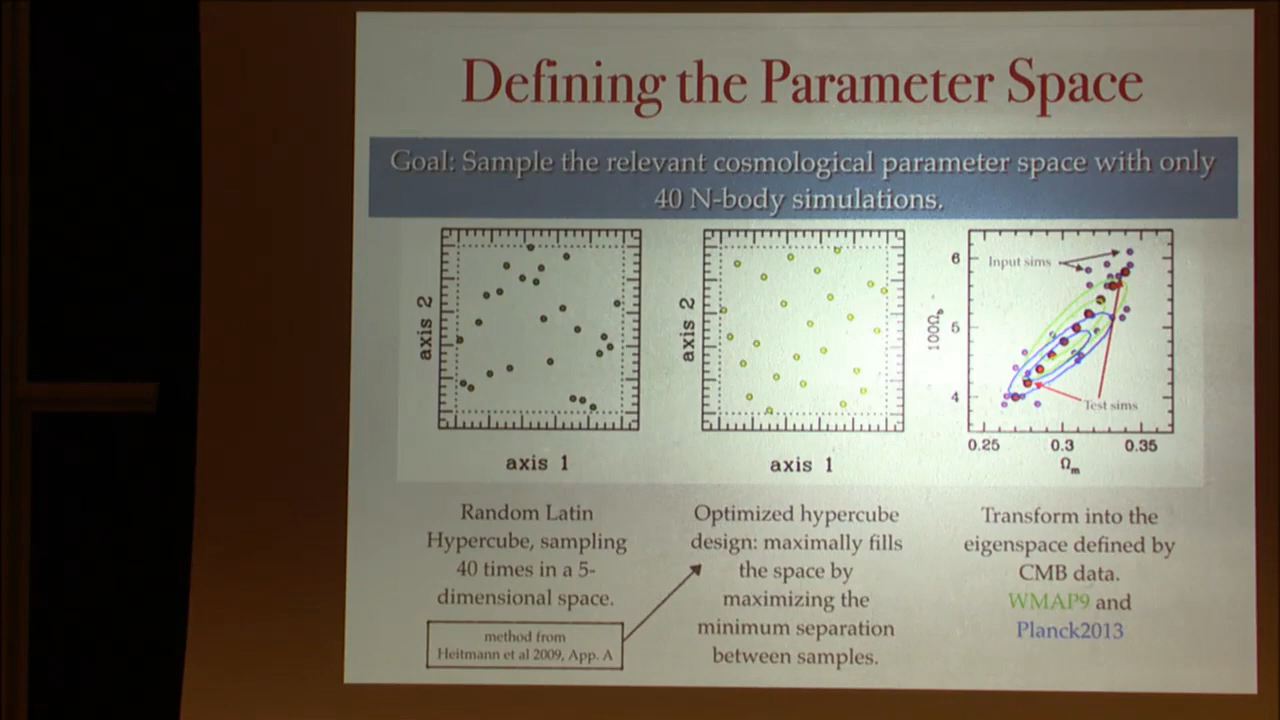 Defining the Parameter Space
Goal: Sample the relevant cosmological parameter space with only
40 N-body simulations.
axis 2
axis 1
axis 2
axis 1
6
5
4
100Ωb
Input sims
Test sims
0.25 0.3 0.35
Ωm
Random Latin
Hypercube, sampling
40 times in a 5-
dimensional space.
method from
Heitmann et al 2009, App. A
Optimized hypercube
design: maximally fills
the space by
maximizing the
minimum separation
between samples.
Transform into the
eigenspace defined by
CMB data.
WMAP9 and
Planck2013